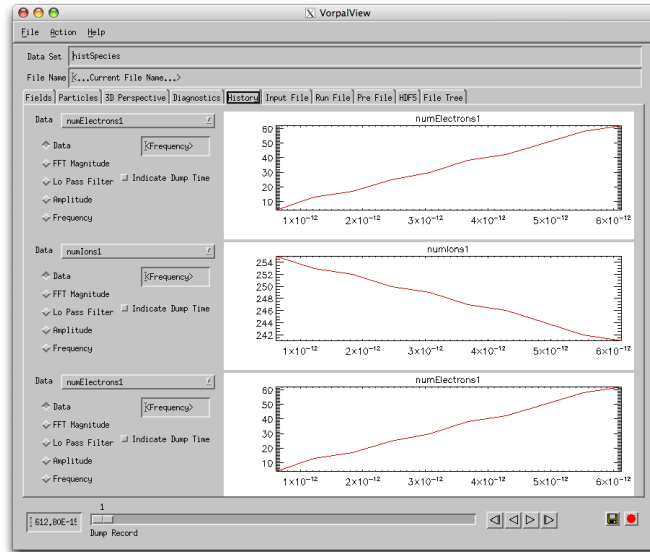 VorpalView
File Action Help
Data Set histSpecies
File Name <...Current File Name...>
Fields Particles 3D Perspective Diagnostics History Input File Run File Pre File HDF5 File Tree
Data numElectrons1
Data <Frequency>
FFT Magnitude
Lo Pass Filter Indicate Dump Time
Amplitude
Frequency
numElectrons1
60
50
40
30
20
10
1×10⁻¹² 2×10⁻¹² 3×10⁻¹² 4×10⁻¹² 5×10⁻¹² 6×10⁻¹²
Data numIons1
Data <Frequency>
FFT Magnitude
Lo Pass Filter Indicate Dump Time
Amplitude
Frequency
numIons1
254
252
250
248
246
244
242
1×10⁻¹² 2×10⁻¹² 3×10⁻¹² 4×10⁻¹² 5×10⁻¹² 6×10⁻¹²
Data numElectrons1
Data <Frequency>
FFT Magnitude
Lo Pass Filter Indicate Dump Time
Amplitude
Frequency
numElectrons1
60
50
40
30
20
10
1×10⁻¹² 2×10⁻¹² 3×10⁻¹² 4×10⁻¹² 5×10⁻¹² 6×10⁻¹²
1
612.80E-15
Dump Record